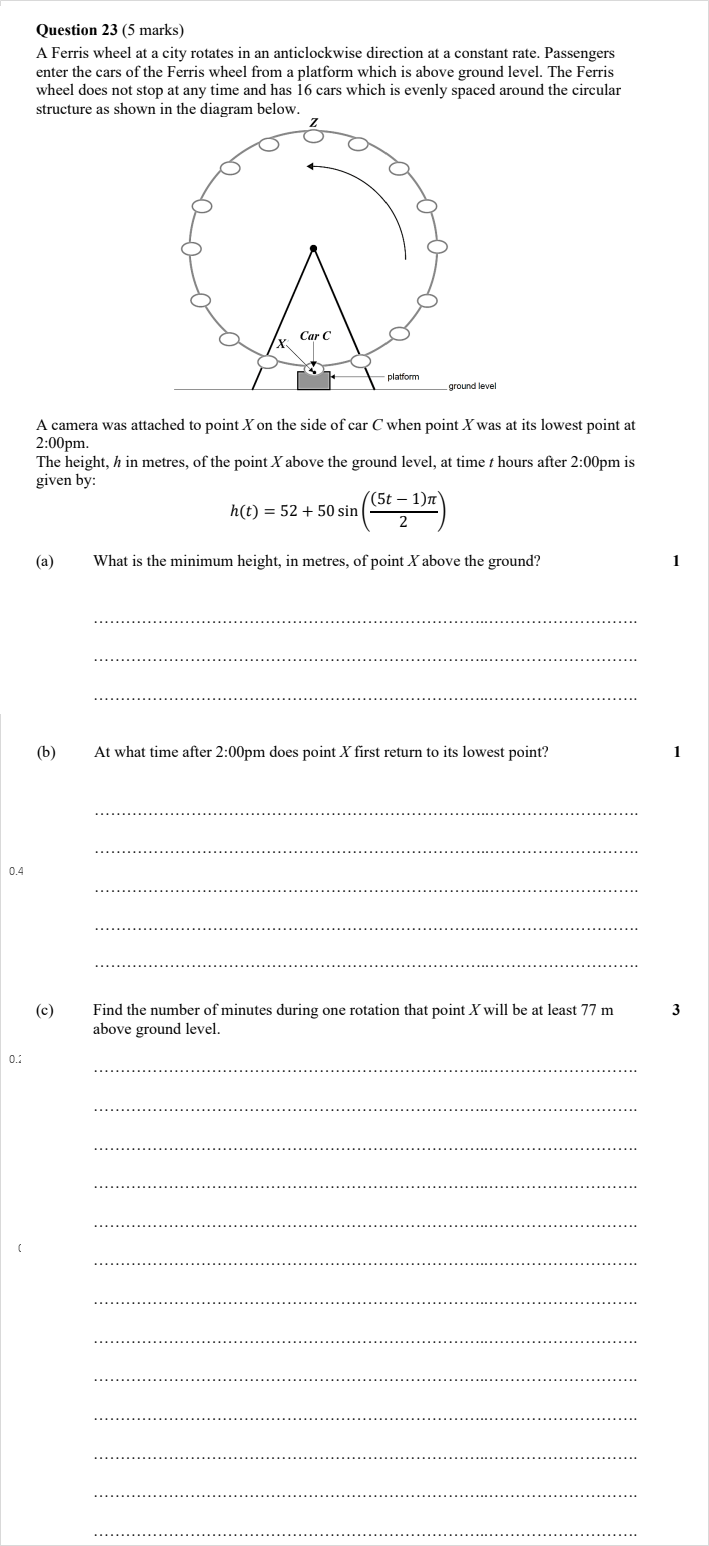 Question 23 (5 marks)
A Ferris wheel at a city rotates in an anticlockwise direction at a constant rate. Passengers
enter the cars of the Ferris wheel from a platform which is above ground level. The Ferris
wheel does not stop at any time and has 16 cars which is evenly spaced around the circular
structure as shown in the diagram below.
Z
X
Car C
platform
ground level
A camera was attached to point X on the side of car C when point X was at its lowest point at
2:00pm.
The height, h in metres, of the point X above the ground level, at time t hours after 2:00pm is
given by:
h(t) = 52 + 50 sin((5t − 1)π/2)
(a) What is the minimum height, in metres, of point X above the ground? 1
(b) At what time after 2:00pm does point X first return to its lowest point? 1
0.4
(c) Find the number of minutes during one rotation that point X will be at least 77 m 3
above ground level.